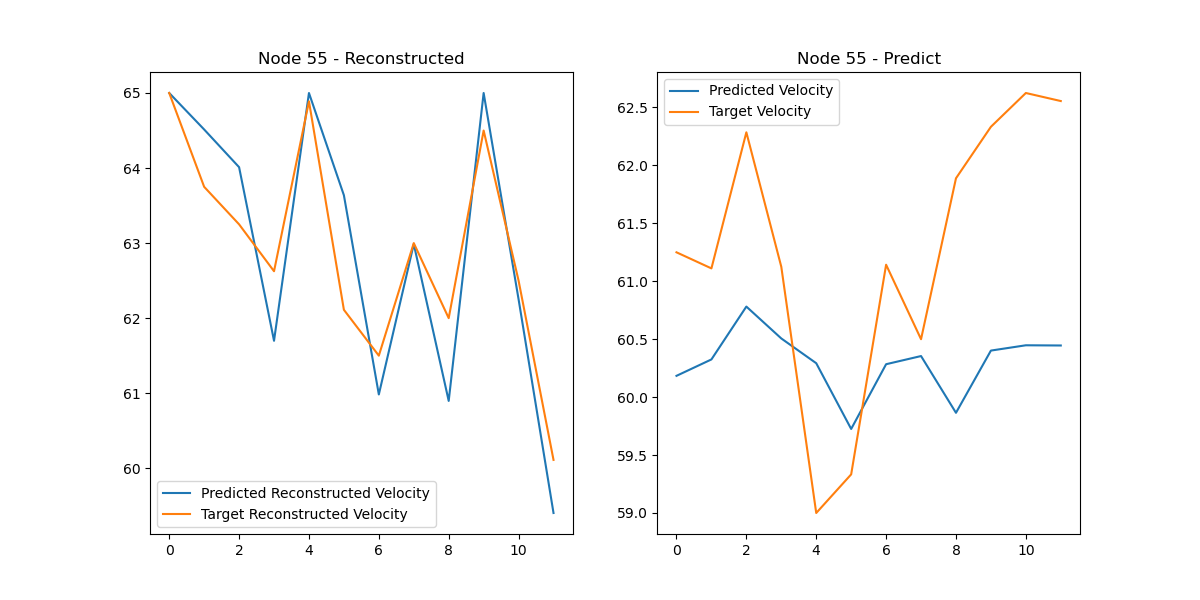 Node 55 - Reconstructed
65
64
63
62
61
60
Predicted Reconstructed Velocity
Target Reconstructed Velocity
0 2 4 6 8 10
Node 55 - Predict
Predicted Velocity
Target Velocity
62.5
62.0
61.5
61.0
60.5
60.0
59.5
59.0
0 2 4 6 8 10